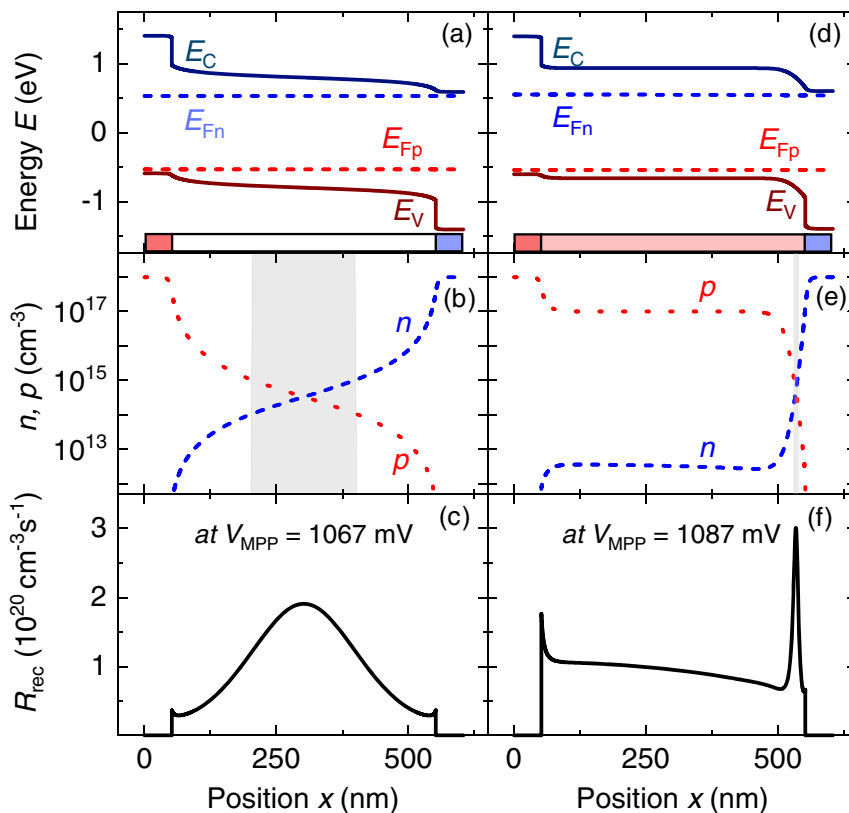 (a)
E_C
E_Fn
E_Fp
E_V
1
0
-1
Energy E (eV)
(d)
E_C
E_Fn
E_Fp
E_V
(b)
n
p
10^17
10^15
10^13
n, p (cm^-3)
(e)
p
n
(c)
at V_MPP = 1067 mV
3
2
1
R_rec (10^20 cm^-3 s^-1)
(f)
at V_MPP = 1087 mV
0 250 500
Position x (nm)
0 250 500
Position x (nm)